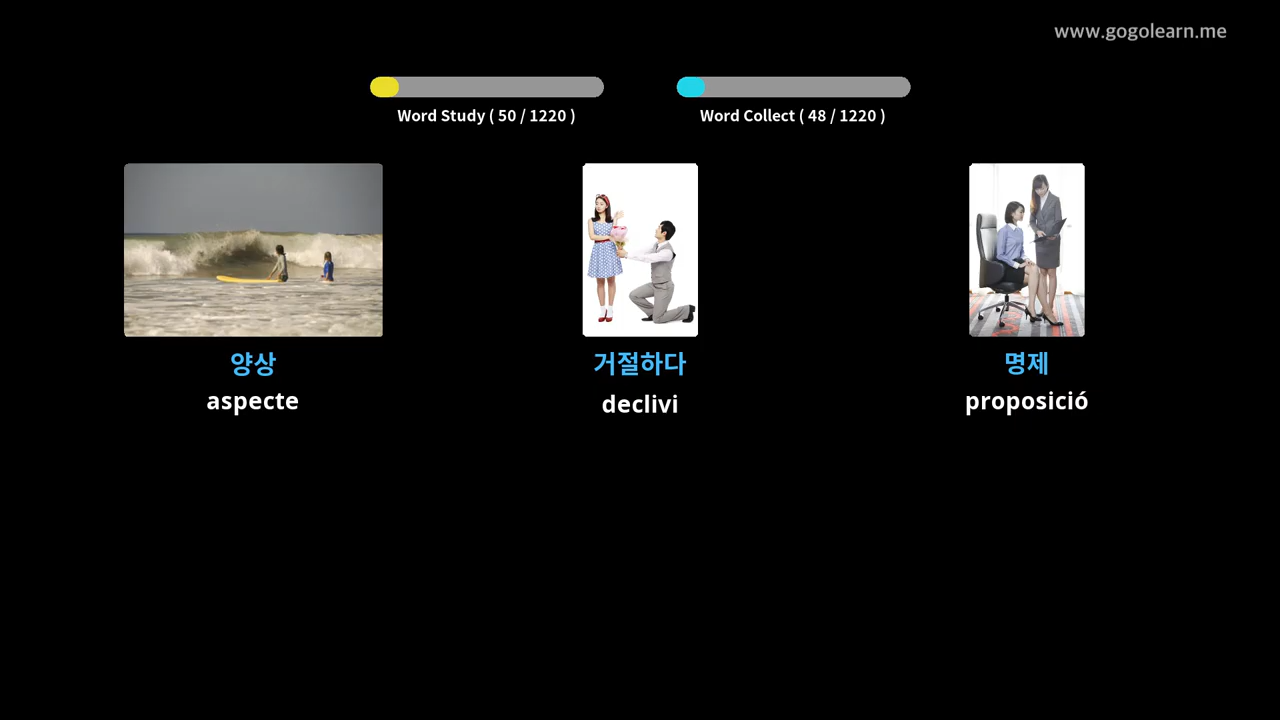 www.gogolearn.me
Word Study ( 50 / 1220 )
Word Collect ( 48 / 1220 )
양상
aspecte
거절하다
declivi
명제
proposició